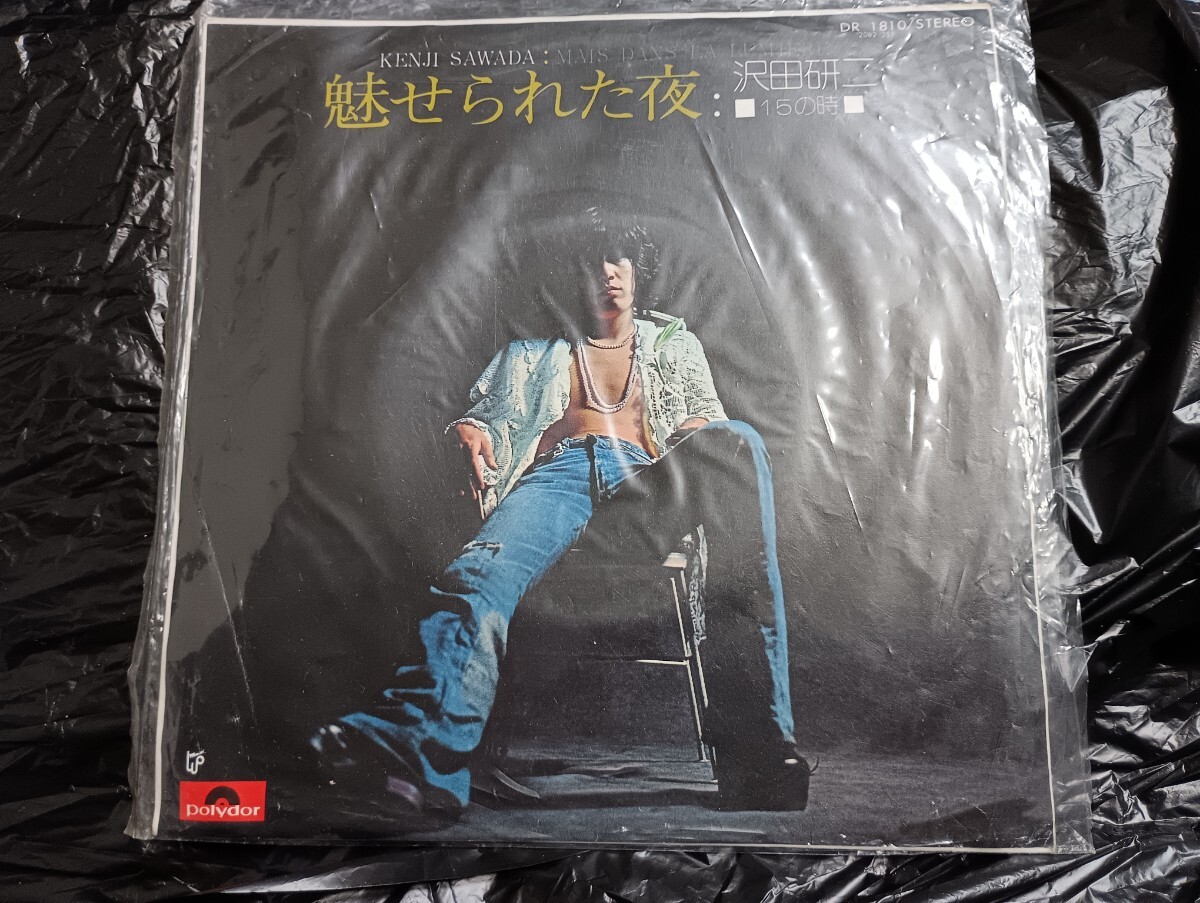 DR 1810 STEREO
KENJI SAWADA : MAIS DANS LA
魅せられた夜 : 沢田研二
■15の時■
polydor